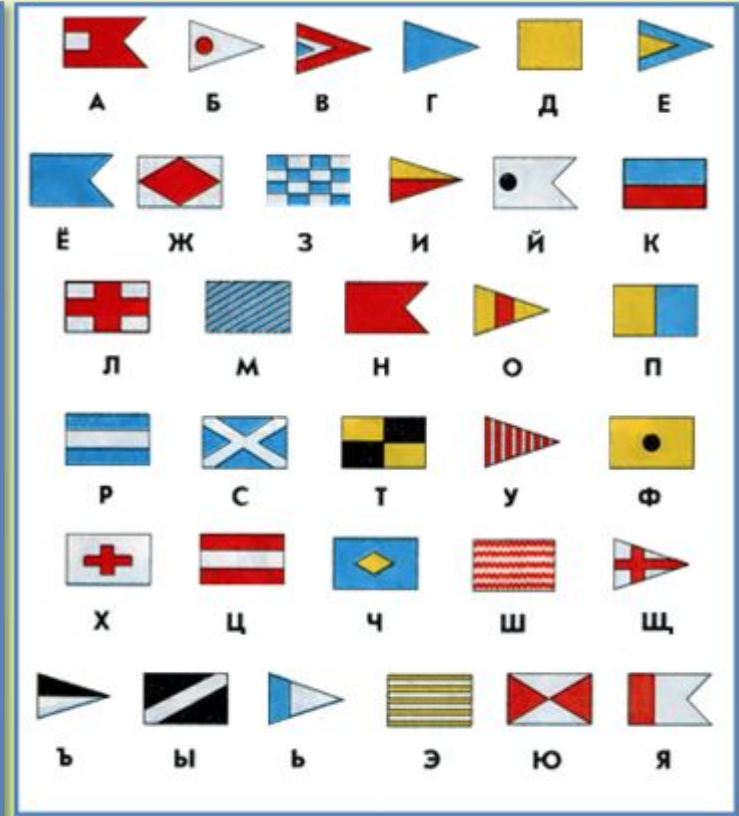 А Б В Г Д Е
Ё Ж З И Й К
Л М Н О П
Р С Т У Ф
Х Ц Ч Ш Щ
Ъ Ы Ь Э Ю Я